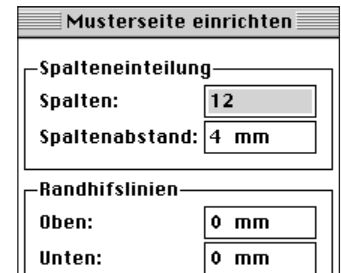 Musterseite einrichten
Spalteneinteilung
Spalten: 12
Spaltenabstand: 4 mm
Randhifslinien
Oben: 0 mm
Unten: 0 mm